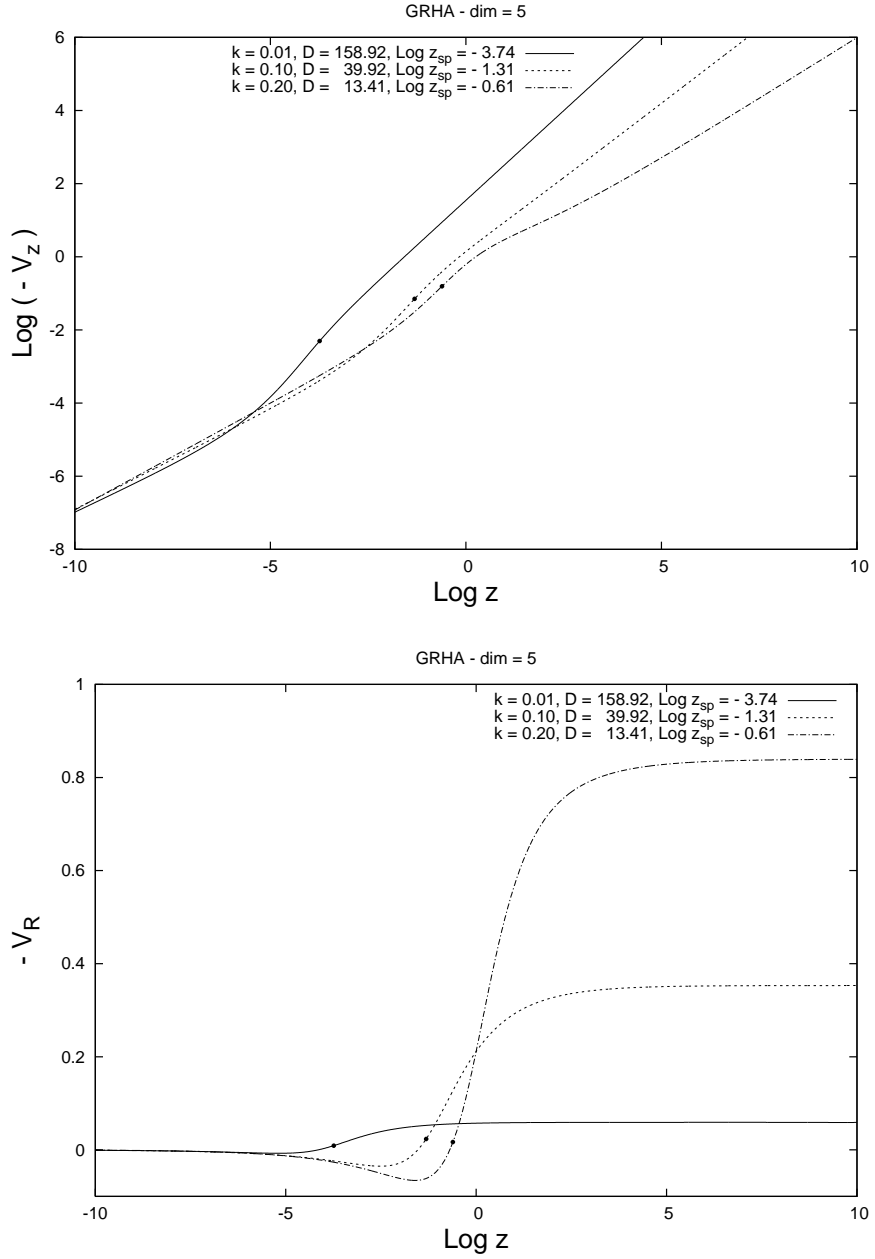 GRHA - dim = 5
k = 0.01, D = 158.92, Log z_sp = - 3.74
k = 0.10, D = 39.92, Log z_sp = - 1.31
k = 0.20, D = 13.41, Log z_sp = - 0.61
6
4
2
0
-2
-4
-6
-8
Log ( - V_z )
-10 -5 0 5 10
Log z
GRHA - dim = 5
k = 0.01, D = 158.92, Log z_sp = - 3.74
k = 0.10, D = 39.92, Log z_sp = - 1.31
k = 0.20, D = 13.41, Log z_sp = - 0.61
1
0.8
0.6
0.4
0.2
0
- V_R
-10 -5 0 5 10
Log z